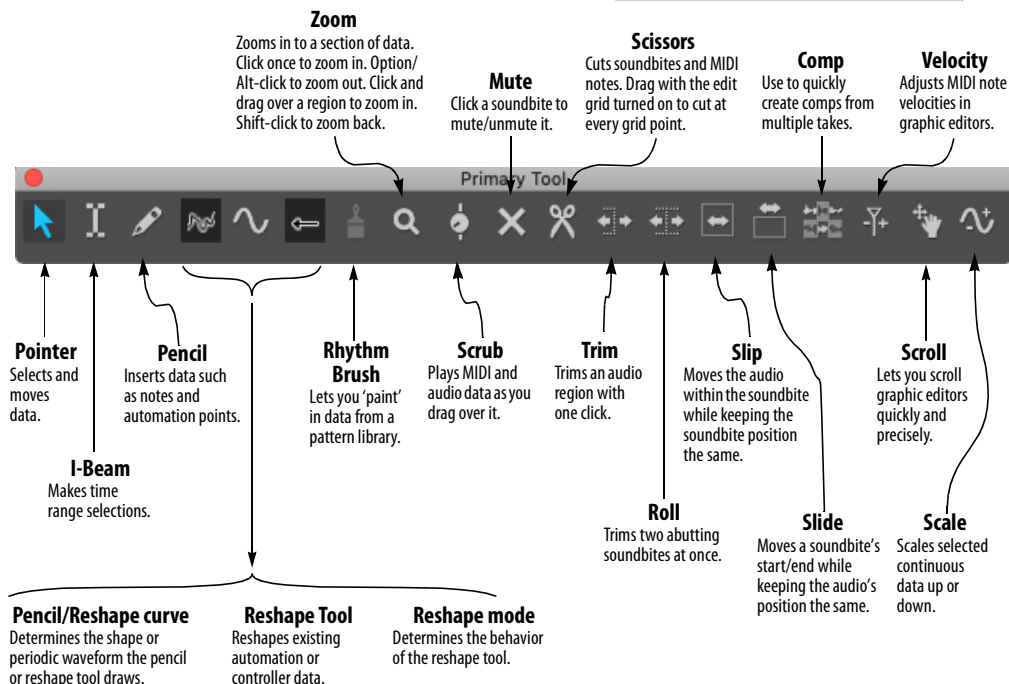 Zoom
Zooms in to a section of data.
Click once to zoom in. Option/
Alt-click to zoom out. Click and
drag over a region to zoom in.
Shift-click to zoom back.
Mute
Click a soundbite to
mute/unmute it.
Scissors
Cuts soundbites and MIDI
notes. Drag with the edit
grid turned on to cut at
every grid point.
Comp
Use to quickly
create comps from
multiple takes.
Velocity
Adjusts MIDI note
velocities in
graphic editors.
Primary Tool
Pointer
Selects and
moves
data.
I-Beam
Makes time
range selections.
Pencil
Inserts data such
as notes and
automation points.
Rhythm
Brush
Lets you ‘paint’
in data from a
pattern library.
Scrub
Plays MIDI and
audio data as you
drag over it.
Trim
Trims an audio
region with
one click.
Roll
Trims two abutting
soundbites at once.
Slip
Moves the audio
within the soundbite
while keeping the
soundbite position
the same.
Slide
Moves a soundbite’s
start/end while
keeping the audio’s
position the same.
Scroll
Lets you scroll
graphic editors
quickly and
precisely.
Scale
Scales selected
continuous
data up or
down.
Pencil/Reshape curve
Determines the shape or
periodic waveform the pencil
or reshape tool draws.
Reshape Tool
Reshapes existing
automation or
controller data.
Reshape mode
Determines the behavior
of the reshape tool.